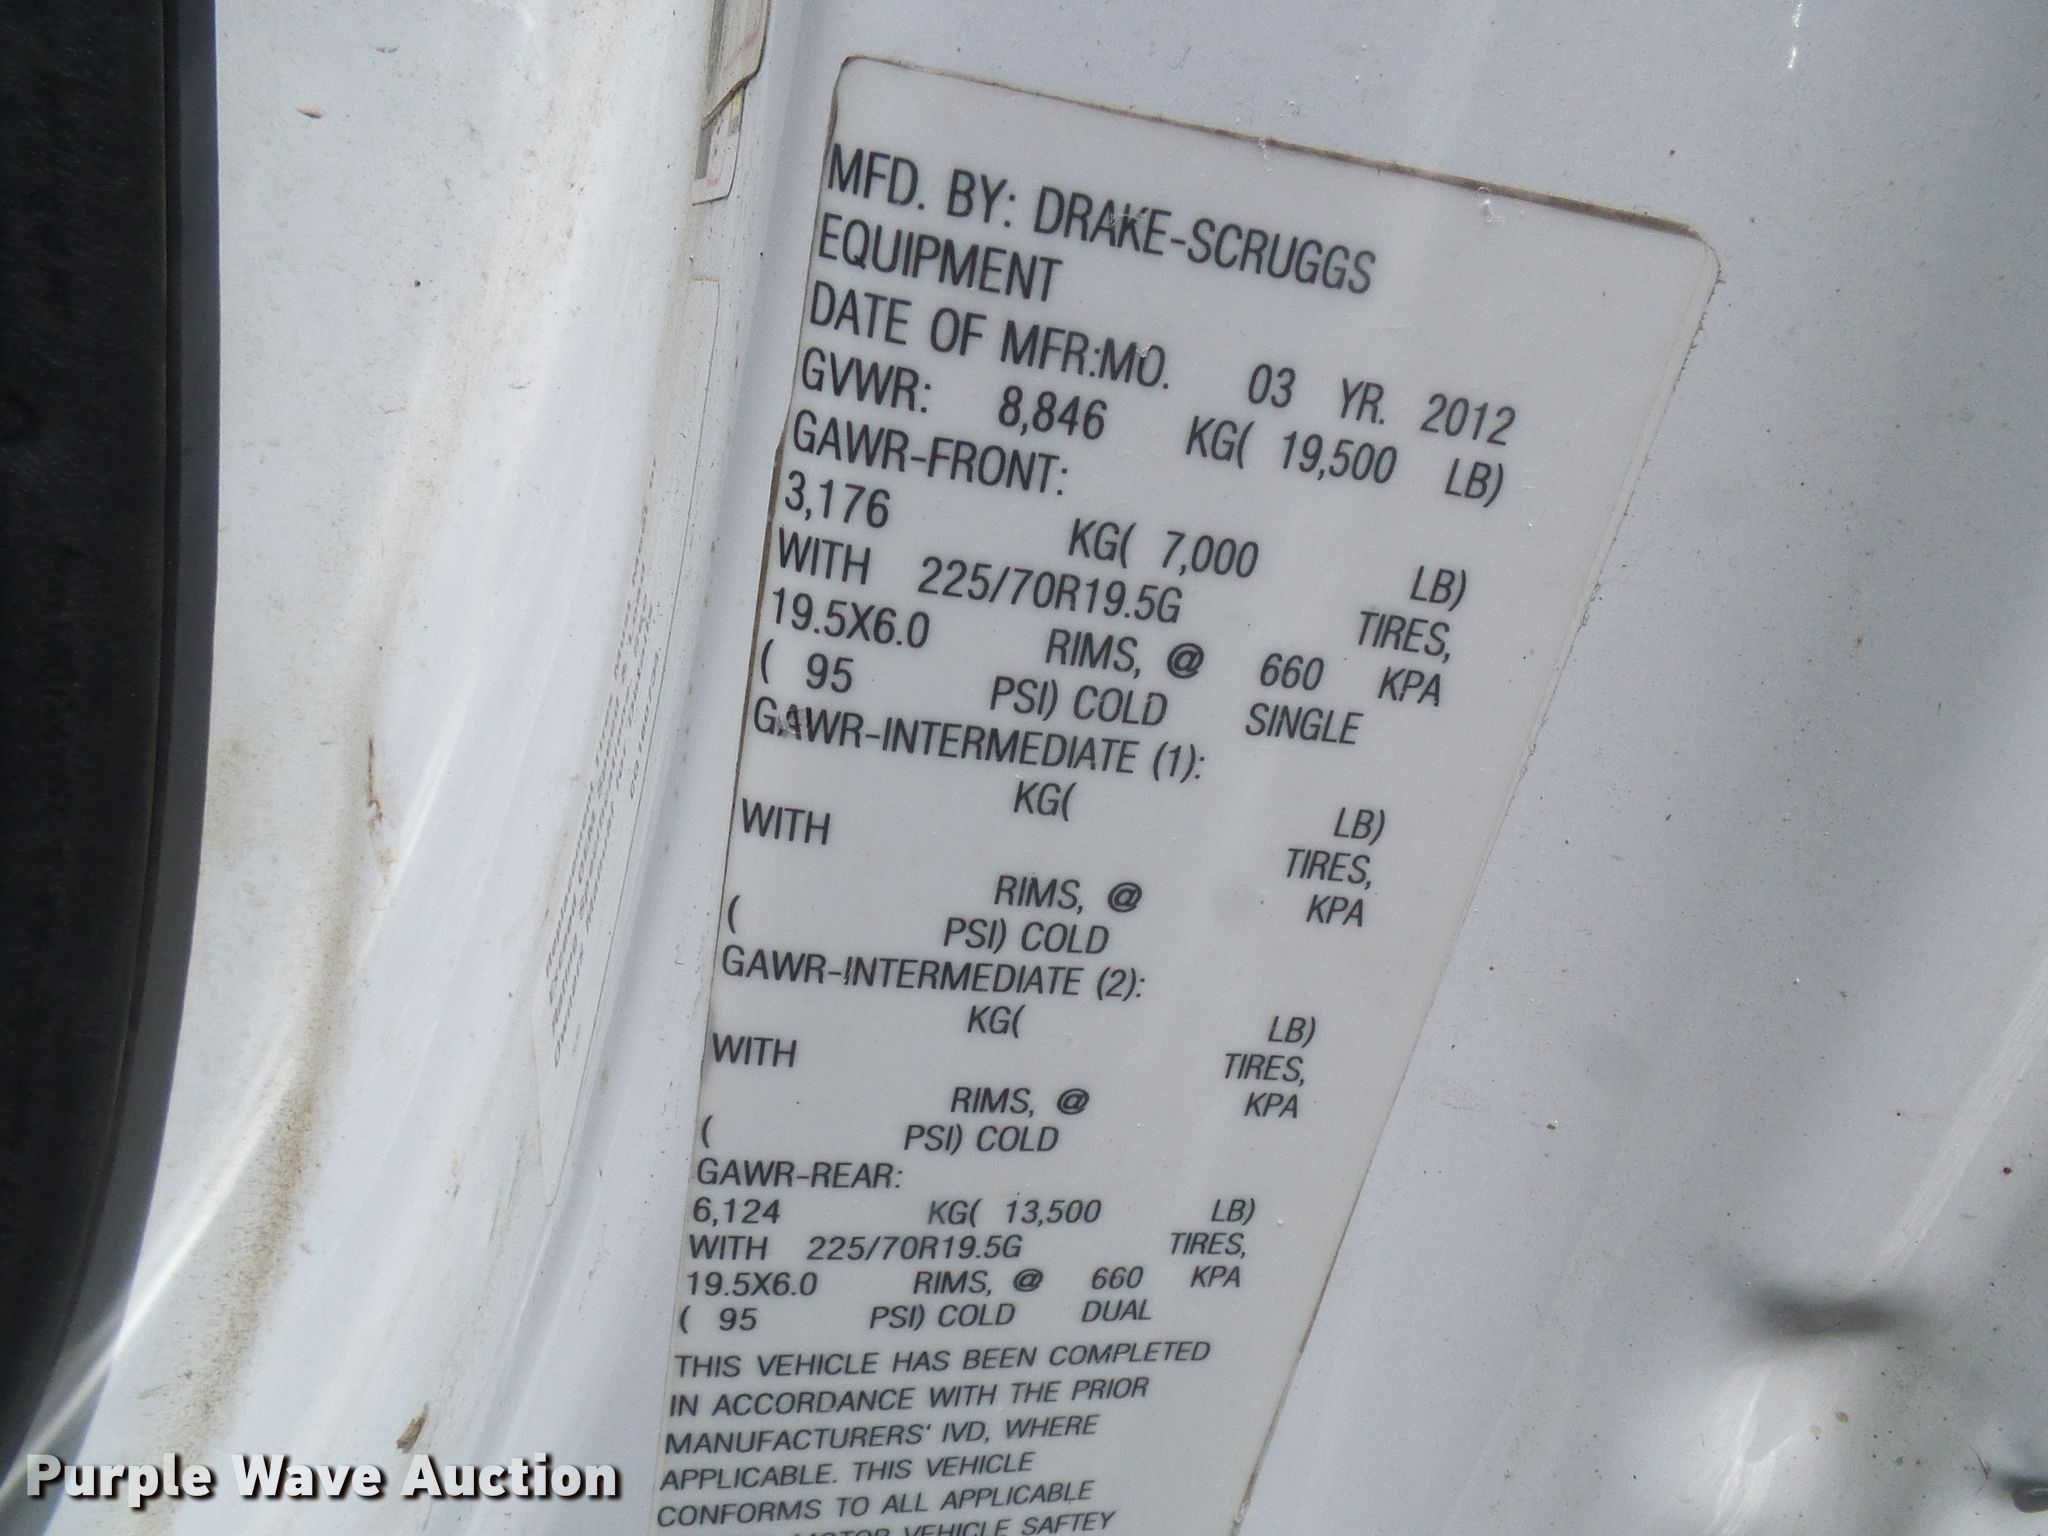 MFD. BY: DRAKE-SCRUGGS
EQUIPMENT
DATE OF MFR:MO. 03 YR. 2012
GVWR: 8,846 KG( 19,500 LB)
GAWR-FRONT:
3,176 KG( 7,000 LB)
WITH 225/70R19.5G TIRES,
19.5X6.0 RIMS, @ 660 KPA
( 95 PSI) COLD SINGLE
GAWR-INTERMEDIATE (1):
KG( LB)
WITH TIRES,
RIMS, @ KPA
( PSI) COLD
GAWR-INTERMEDIATE (2):
KG( LB)
WITH TIRES,
RIMS, @ KPA
( PSI) COLD
GAWR-REAR:
6,124 KG( 13,500 LB)
WITH 225/70R19.5G TIRES,
19.5X6.0 RIMS, @ 660 KPA
( 95 PSI) COLD DUAL
THIS VEHICLE HAS BEEN COMPLETED
IN ACCORDANCE WITH THE PRIOR
MANUFACTURERS' IVD, WHERE
APPLICABLE. THIS VEHICLE
CONFORMS TO ALL APPLICABLE
MOTOR VEHICLE SAFTEY
Purple Wave Auction